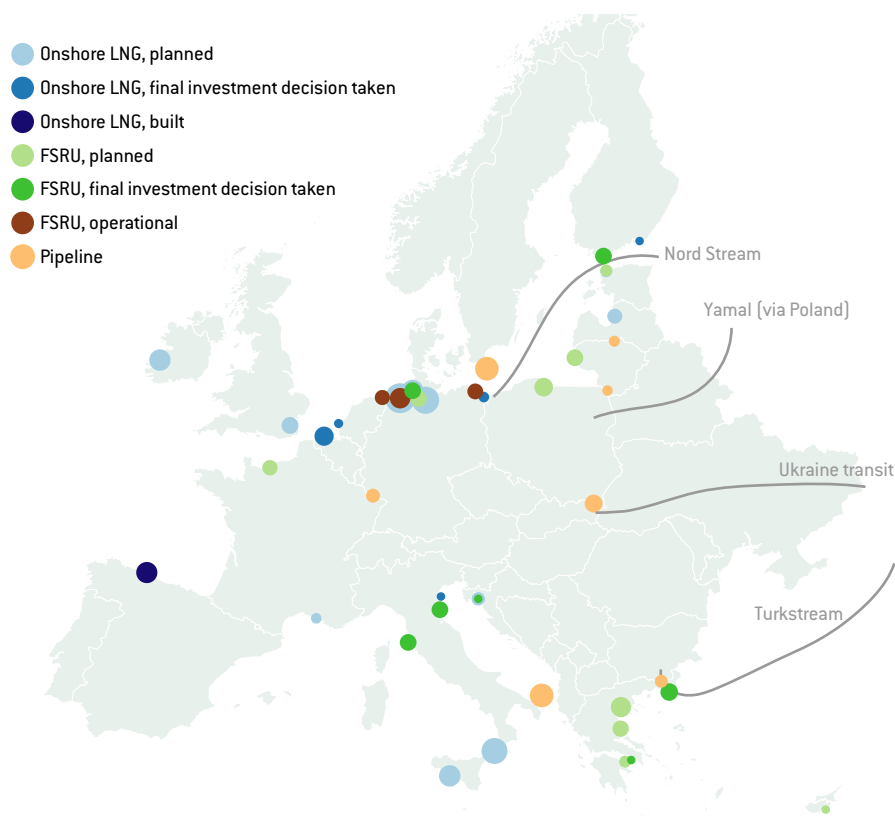 Onshore LNG, planned
Onshore LNG, final investment decision taken
Onshore LNG, built
FSRU, planned
FSRU, final investment decision taken
FSRU, operational
Pipeline
Nord Stream
Yamal (via Poland)
Ukraine transit
Turkstream